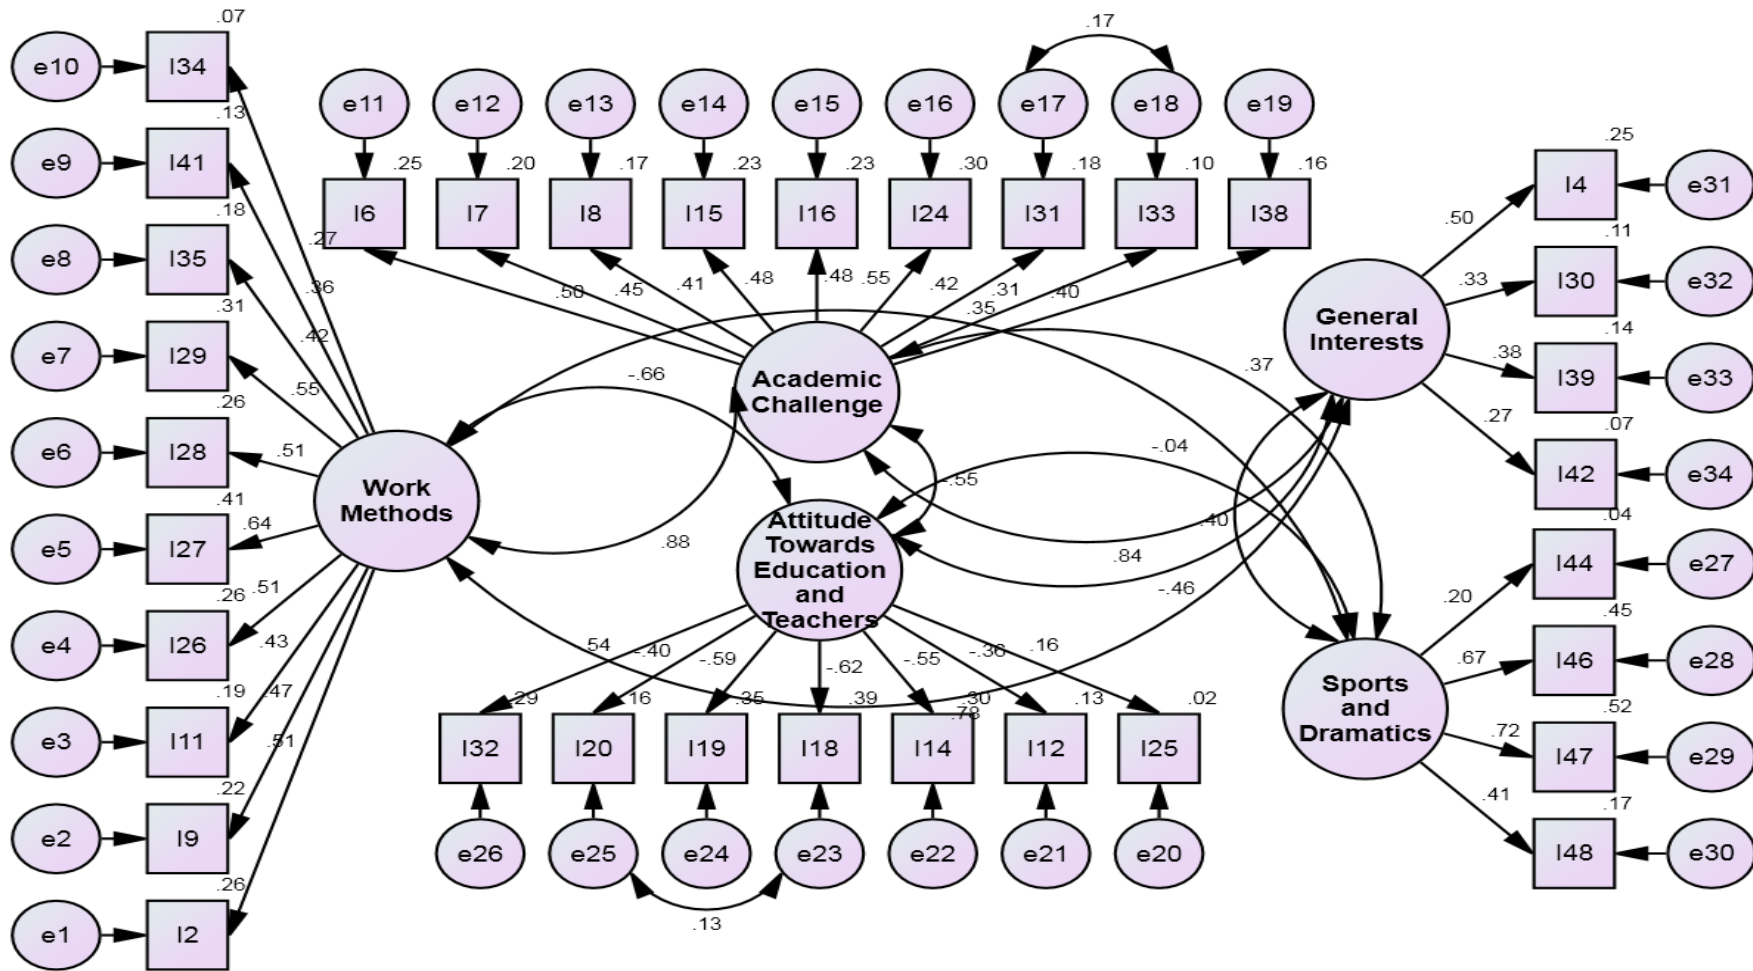 .07
.17
e10 I34
e11 e12 e13 e14 e15 e16 e17 e18 e19
.13
e9 I41
.25 .20 .17 .23 .23 .30 .18 .10 .16
.25
I6 I7 I8 I15 I16 I24 I31 I33 I38
I4 e31
.18
.50
.11
.27
e8 I35
.36
.50 .45 .41 .48 .48 .55 .42 .31 .40
.33 I30 e32
.31
.35
General
Interests
.14
.42
e7 I29
.38 I39 e33
.37
-.66
Academic
Challenge
.55
.26
.27
.07
e6 I28
.51
-.04
I42 e34
Work
Methods
-.55
.41
.64
.40
.04
e5 I27
.88
Attitude
Towards
Education
and
Teachers
.84
I44 e27
.26 .51
-.46
.20
.45
e4 I26
.43
.54 -.40 -.59 -.62 -.55 -.36 .16
.67 I46 e28
.19 .47
.29 .16 .35 .39 .30 .13 .02
.78
Sports
and
Dramatics
.52
e3 I11
.51
I32 I20 I19 I18 I14 I12 I25
.72 I47 e29
.22
.41
.17
e2 I9
e26 e25 e24 e23 e22 e21 e20
I48 e30
.26
.13
e1 I2